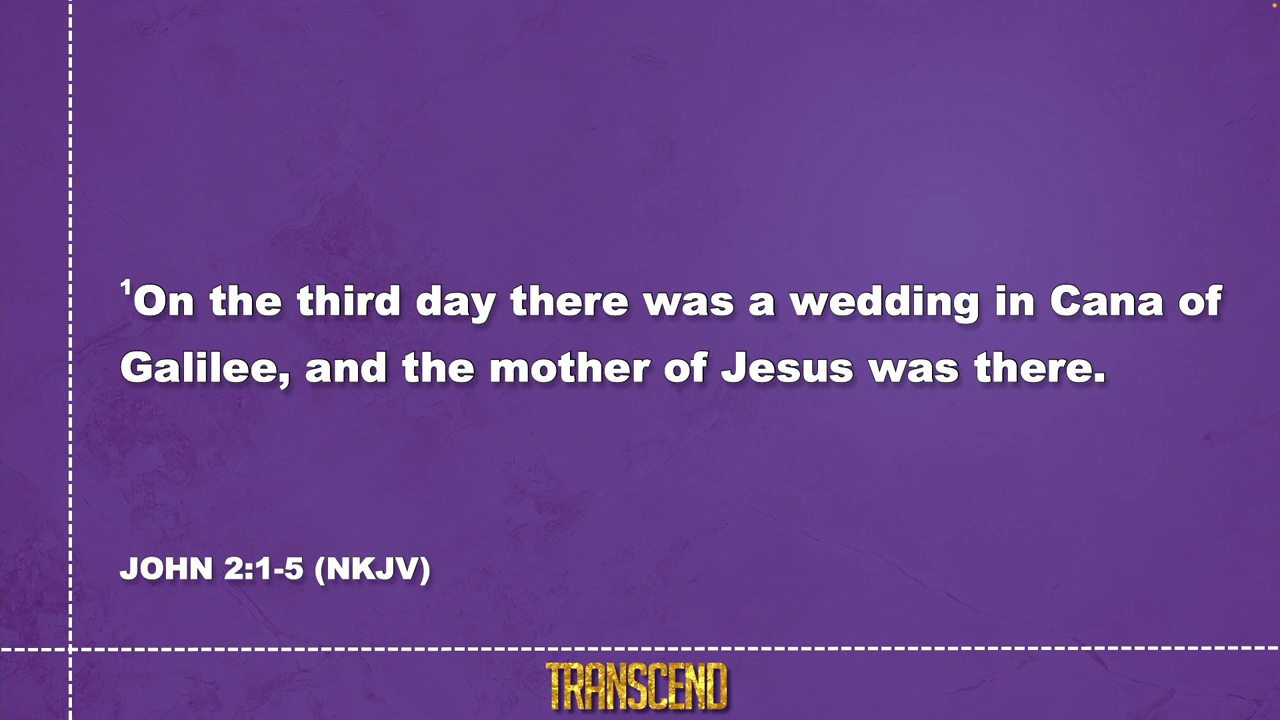 ¹On the third day there was a wedding in Cana of
Galilee, and the mother of Jesus was there.
JOHN 2:1-5 (NKJV)
TRANSCEND